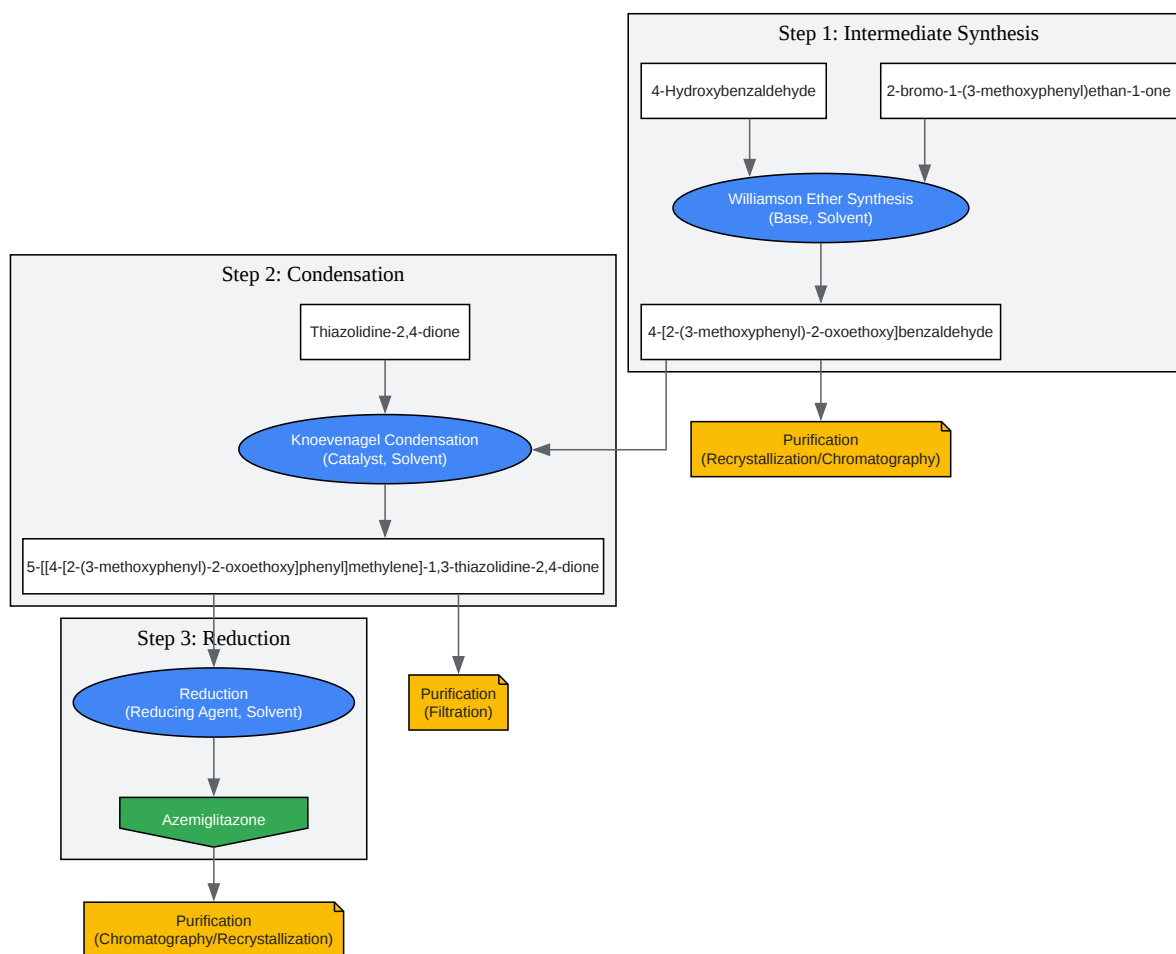 Step 1: Intermediate Synthesis
4-Hydroxybenzaldehyde
2-bromo-1-(3-methoxyphenyl)ethan-1-one
Williamson Ether Synthesis
(Base, Solvent)
4-[2-(3-methoxyphenyl)-2-oxoethoxy]benzaldehyde
Purification
(Recrystallization/Chromatography)
Step 2: Condensation
Thiazolidine-2,4-dione
Knoevenagel Condensation
(Catalyst, Solvent)
5-[[4-[2-(3-methoxyphenyl)-2-oxoethoxy]phenyl]methylene]-1,3-thiazolidine-2,4-dione
Purification
(Filtration)
Step 3: Reduction
Reduction
(Reducing Agent, Solvent)
Azemiglitazone
Purification
(Chromatography/Recrystallization)